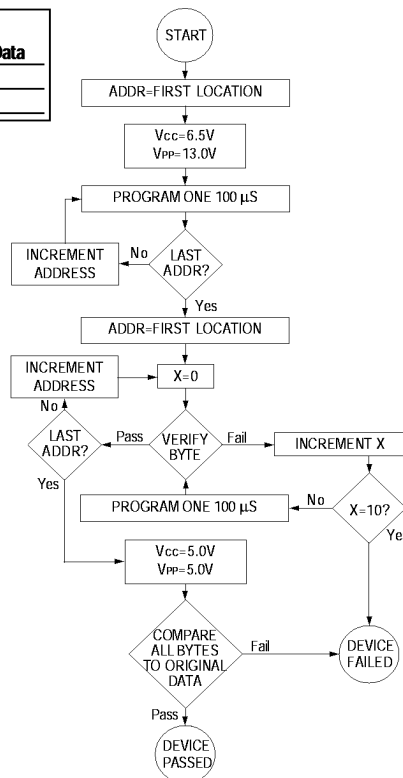 Data
START
ADDR=FIRST LOCATION
VCC=6.5V
VPP=13.0V
PROGRAM ONE 100 μS
INCREMENT
ADDRESS
No
LAST
ADDR?
Yes
ADDR=FIRST LOCATION
INCREMENT
ADDRESS
X=0
No
LAST
ADDR?
Pass
VERIFY
BYTE
Fail
INCREMENT X
Yes
PROGRAM ONE 100 μS
No
X=10?
Ye
VCC=5.0V
VPP=5.0V
COMPARE
ALL BYTES
TO ORIGINAL
DATA
Fail
DEVICE
FAILED
Pass
DEVICE
PASSED